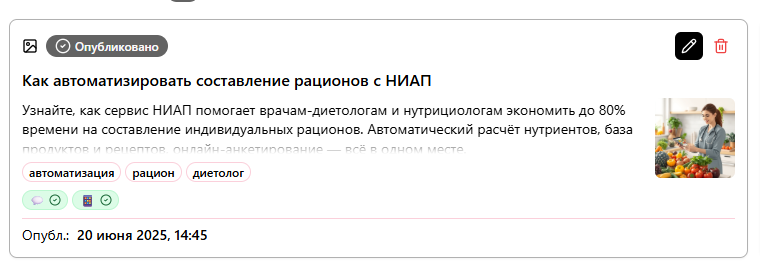 Опубликовано
Как автоматизировать составление рационов с НИАП
Узнайте, как сервис НИАП помогает врачам-диетологам и нутрициологам экономить до 80%
времени на составление индивидуальных рационов. Автоматический расчёт нутриентов, база
продуктов и рецептов, онлайн-анкетирование — всё в одном месте.
автоматизация рацион диетолог
Опубл.: 20 июня 2025, 14:45